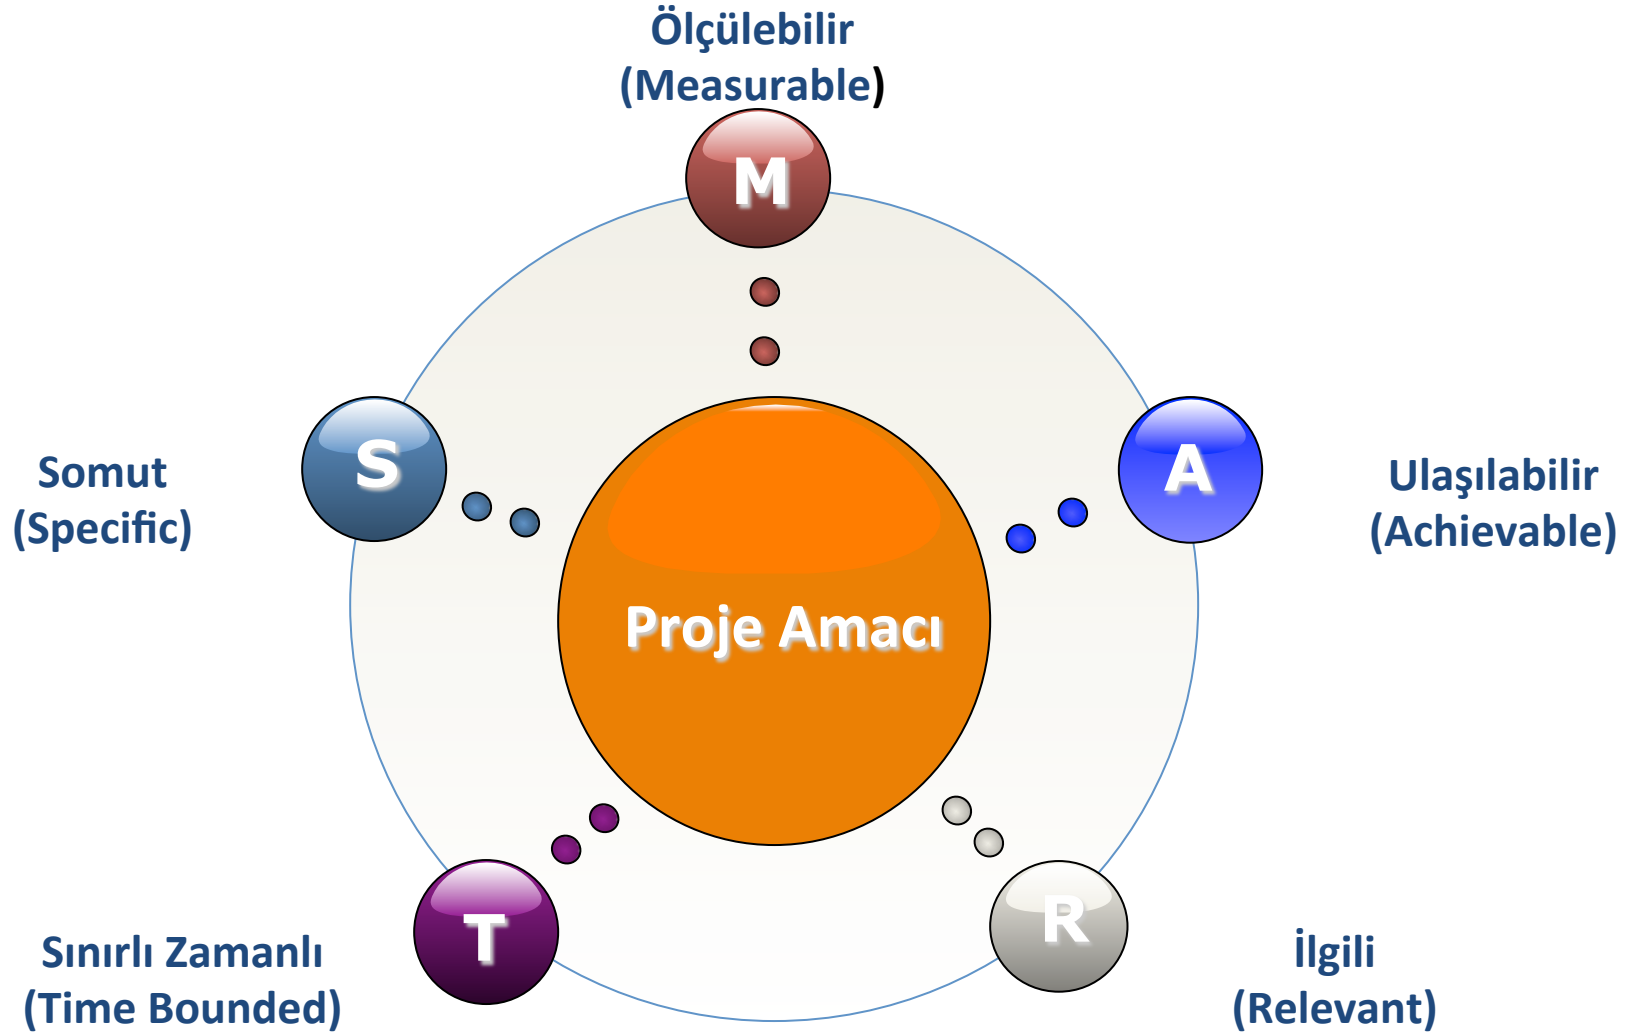 Ölçülebilir
(Measurable)
M
S
Somut
(Specific)
A
Ulaşılabilir
(Achievable)
Proje Amacı
T
Sınırlı Zamanlı
(Time Bounded)
R
İlgili
(Relevant)